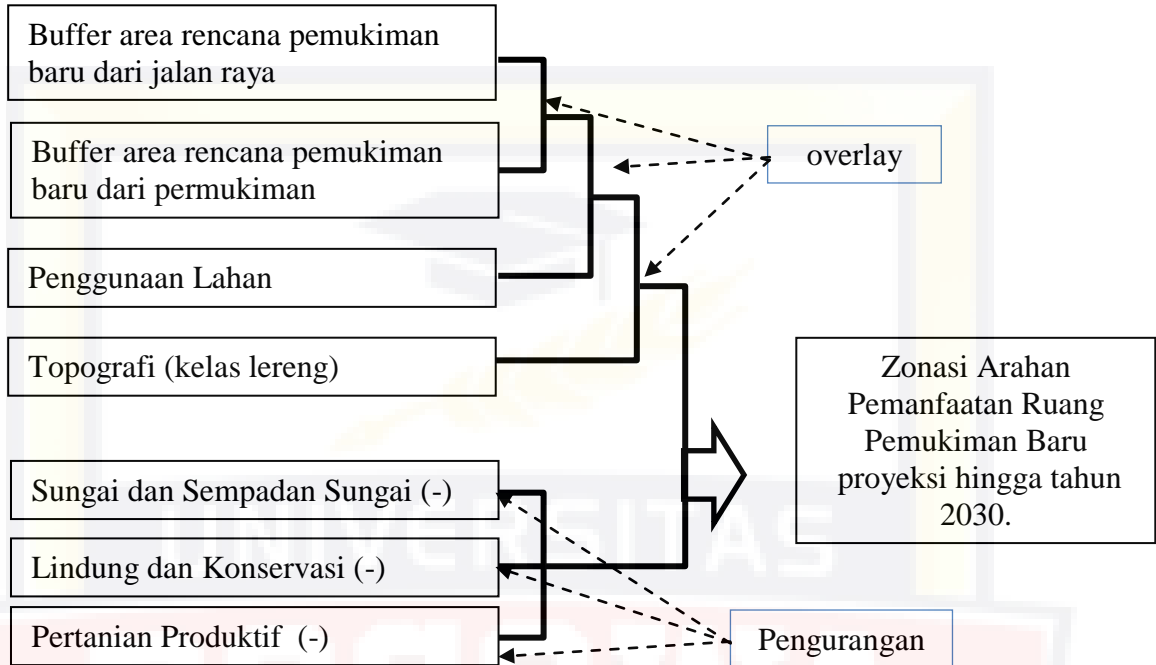 Buffer area rencana pemukiman
baru dari jalan raya
Buffer area rencana pemukiman
baru dari permukiman
overlay
Penggunaan Lahan
Topografi (kelas lereng)
Zonasi Arahan
Pemanfaatan Ruang
Pemukiman Baru
proyeksi hingga tahun
2030.
Sungai dan Sempadan Sungai (-)
UNIVERSITAS
Lindung dan Konservasi (-)
Pertanian Produktif (-)
Pengurangan